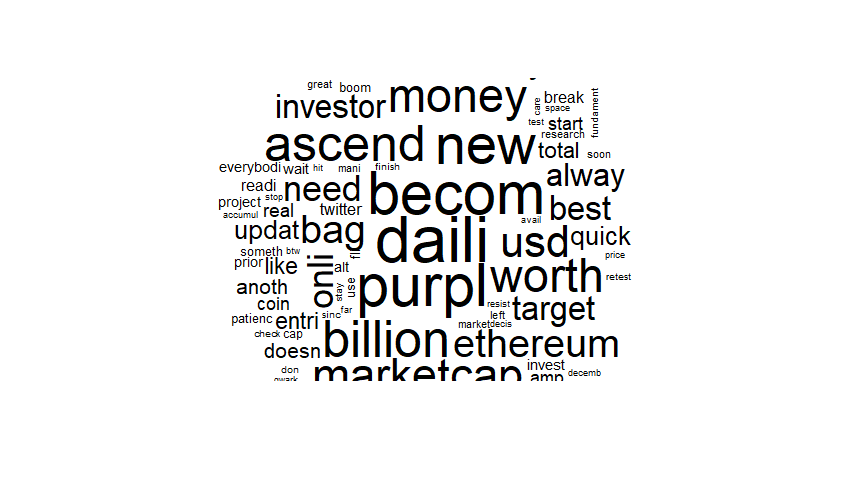 great boom money break care space
investor test start fundament
research
ascend new total soon
everybodi wait hit mani finish alway
readi need becom
project stop best
accumul real twitter avail
updat bag daili usd quick
someth btw price
prior like onli alt worth retest
anoth stay use purpl
coin resist target
patienc entri sinc far left
marketdecis
check cap billion ethereum
doesn
don marketcap invest
amp decemb